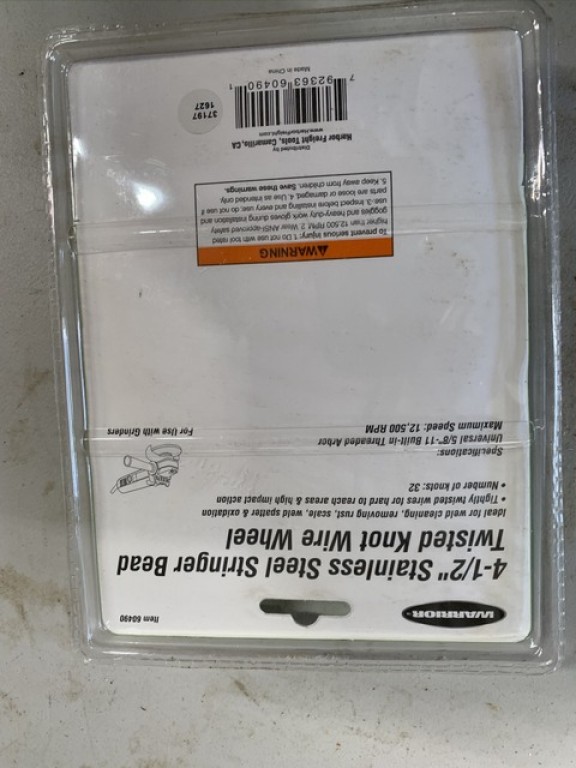 WARRIOR
Item 60490
4-1/2" Stainless Steel Stringer Bead
Twisted Knot Wire Wheel
Ideal for weld cleaning, removing rust, scale, weld spatter & oxidation
• Tightly twisted wires for hard to reach areas & high impact action
• Number of knots: 32
Specifications:
Universal 5/8"-11 Built-in Threaded Arbor
Maximum Speed: 12,500 RPM
For Use with Grinders
⚠WARNING
To prevent serious injury: 1. Do not use with tool rated
higher than 12,500 RPM. 2. Wear ANSI-approved safety
goggles and heavy-duty work gloves during installation and
use. 3. Inspect before installing and every use; do not use if
parts are loose or damaged. 4. Use only as intended.
5. Keep away from children. Save these warnings.
Distributed by
Harbor Freight Tools, Camarillo, CA
www.HarborFreight.com
7 92363 60490 1
Made in China
37197
1627